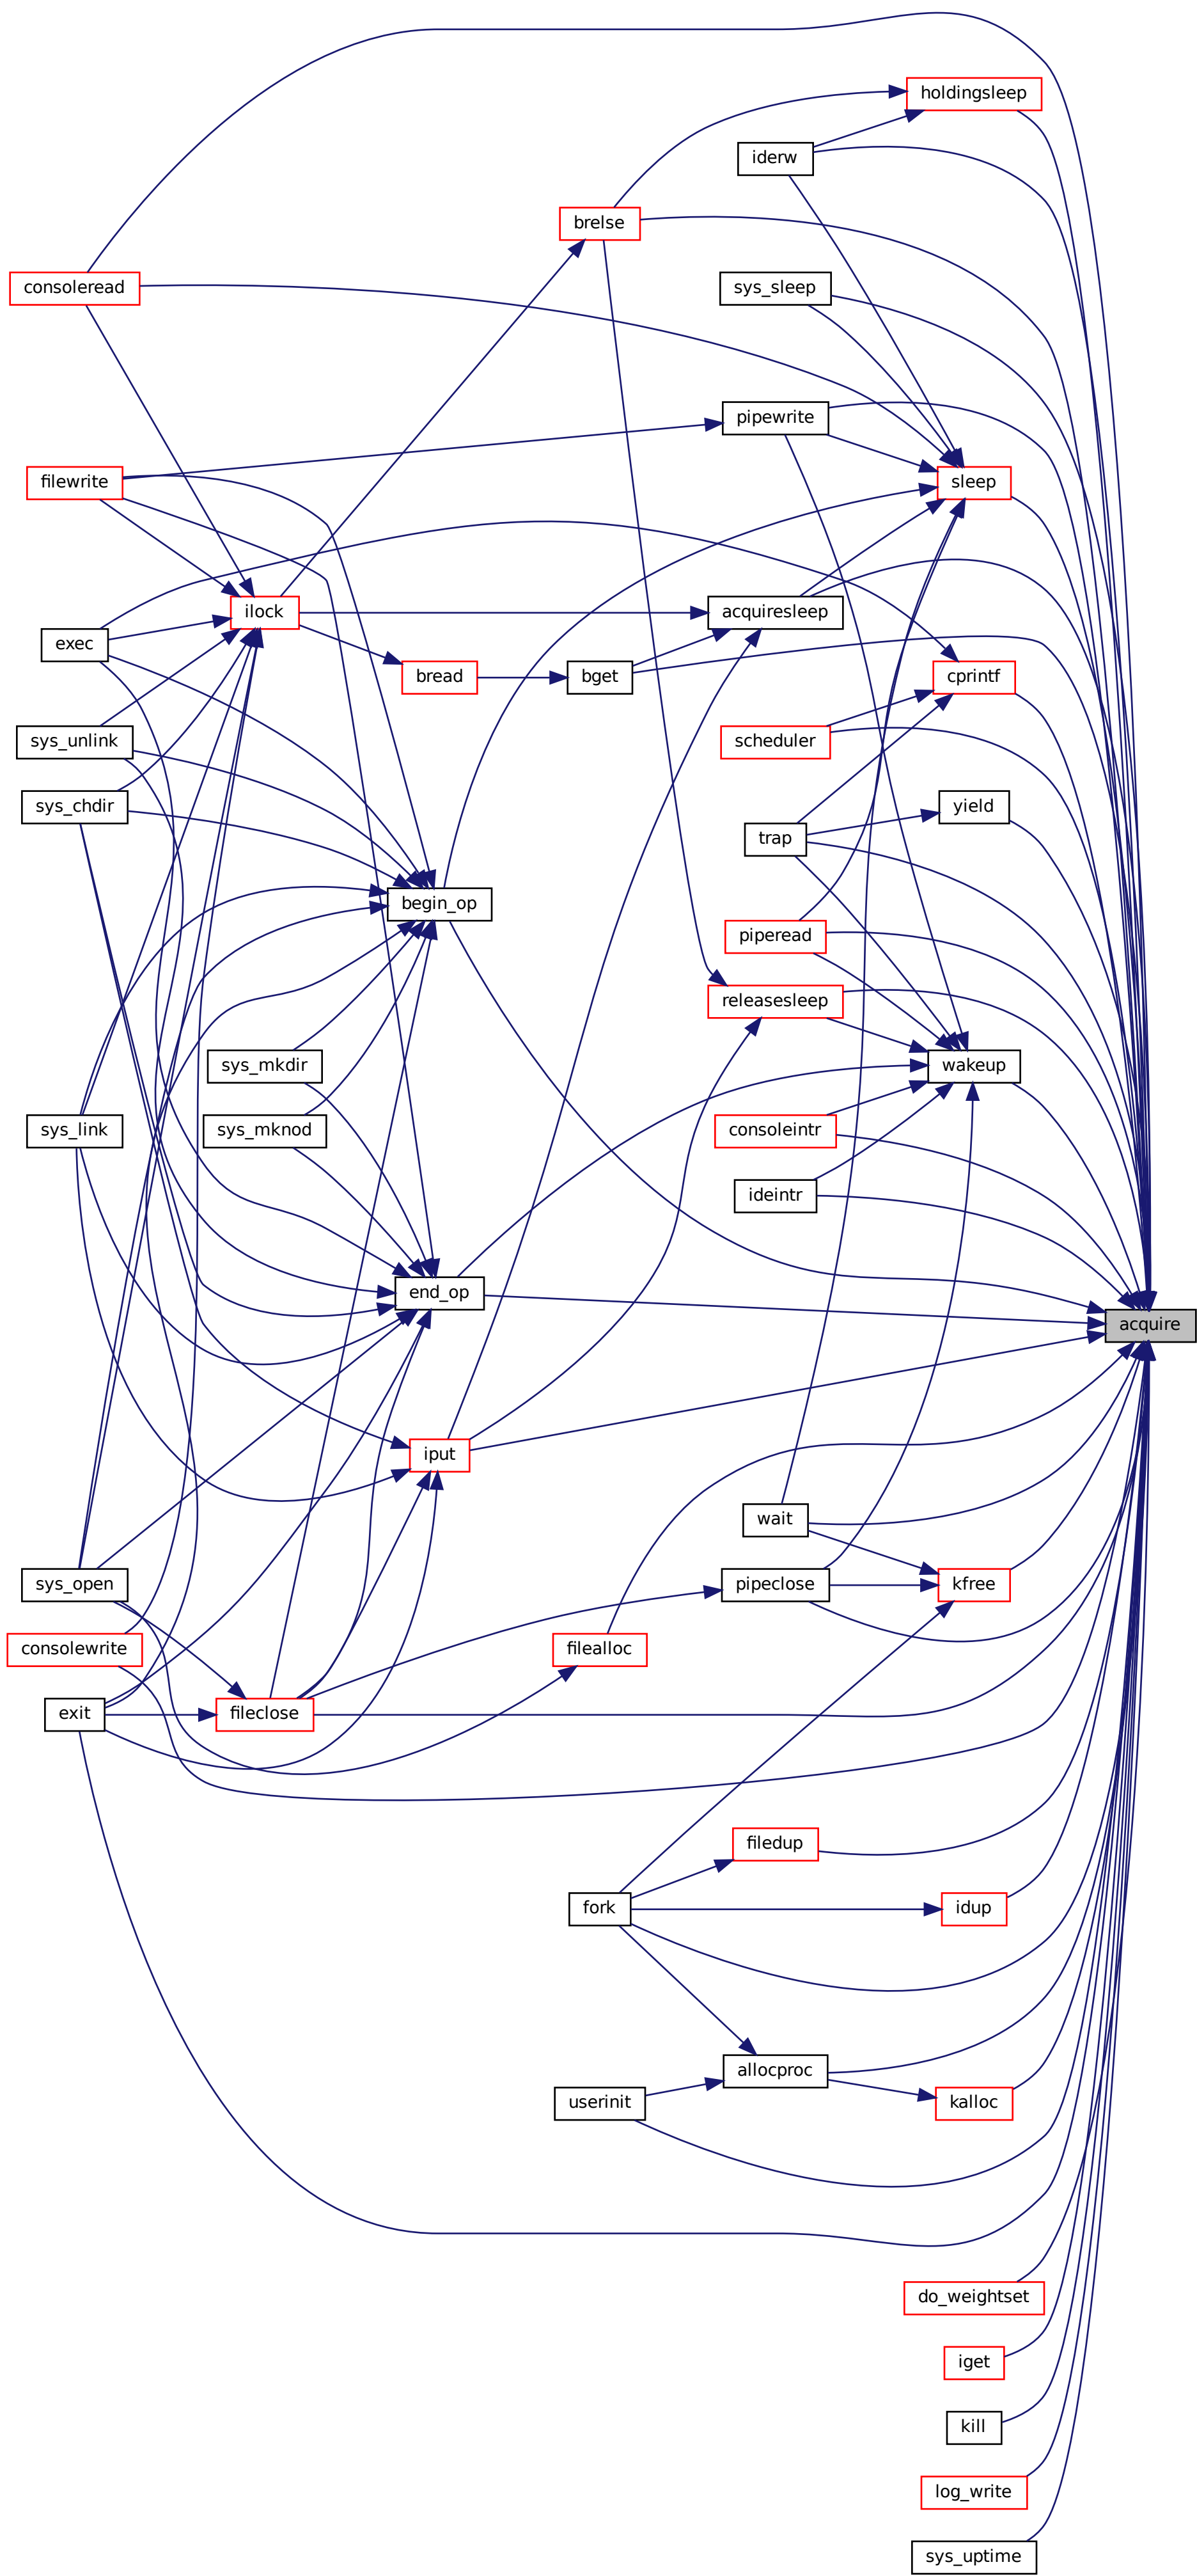 holdingsleep
iderw
brelse
consoleread
sys_sleep
pipewrite
filewrite
sleep
ilock
acquiresleep
exec
bread
bget
cprintf
sys_unlink
scheduler
sys_chdir
yield
trap
begin_op
piperead
releasesleep
sys_mkdir
wakeup
sys_link
sys_mknod
consoleintr
ideintr
end_op
acquire
iput
wait
sys_open
pipeclose
kfree
consolewrite
filealloc
exit
fileclose
filedup
fork
idup
allocproc
userinit
kalloc
do_weightset
iget
kill
log_write
sys_uptime